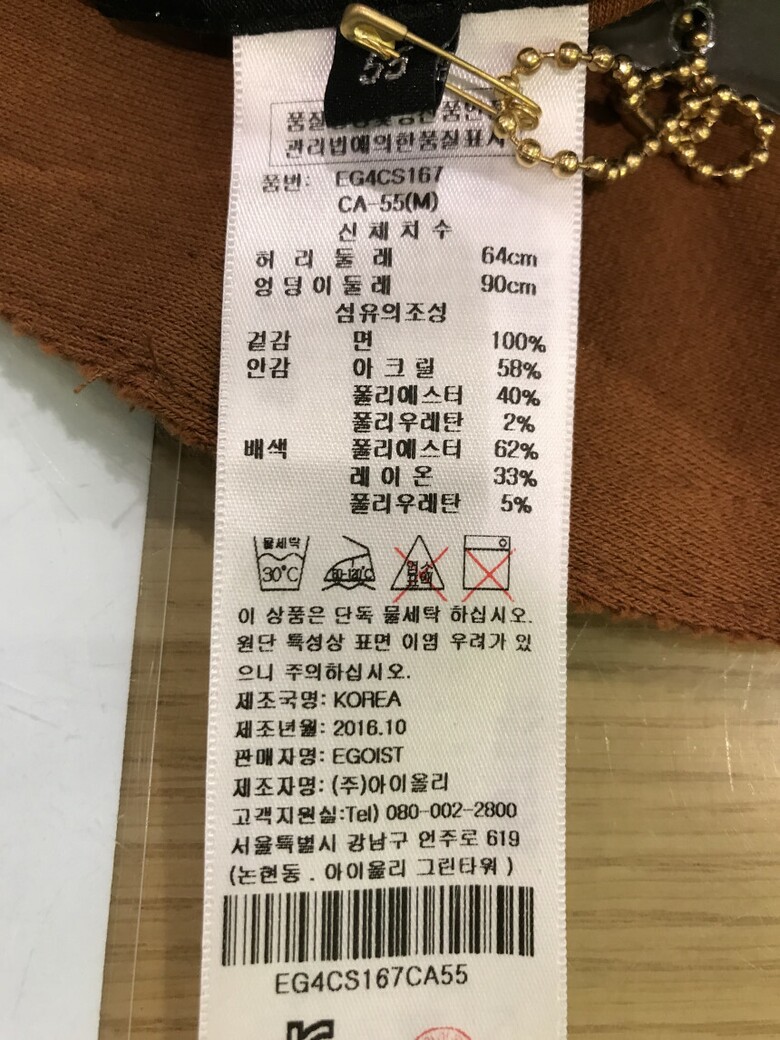 55
관리법에의한품질표시
품번: EG4CS167
CA-55(M)
신체치수
허리둘레 64cm
엉덩이둘레 90cm
섬유의조성
겉감 면 100%
안감 아크릴 58%
폴리에스터 40%
폴리우레탄 2%
배색 폴리에스터 62%
레이온 33%
폴리우레탄 5%
물세탁
30°C
이 상품은 단독 물세탁 하십시오.
원단 특성상 표면 이염 우려가 있
으니 주의하십시오.
제조국명: KOREA
제조년월: 2016.10
판매자명: EGOIST
제조자명: (주)아이올리
고객지원실:Tel) 080-002-2800
서울특별시 강남구 언주로 619
(논현동 . 아이올리 그린타워 )
EG4CS167CA55